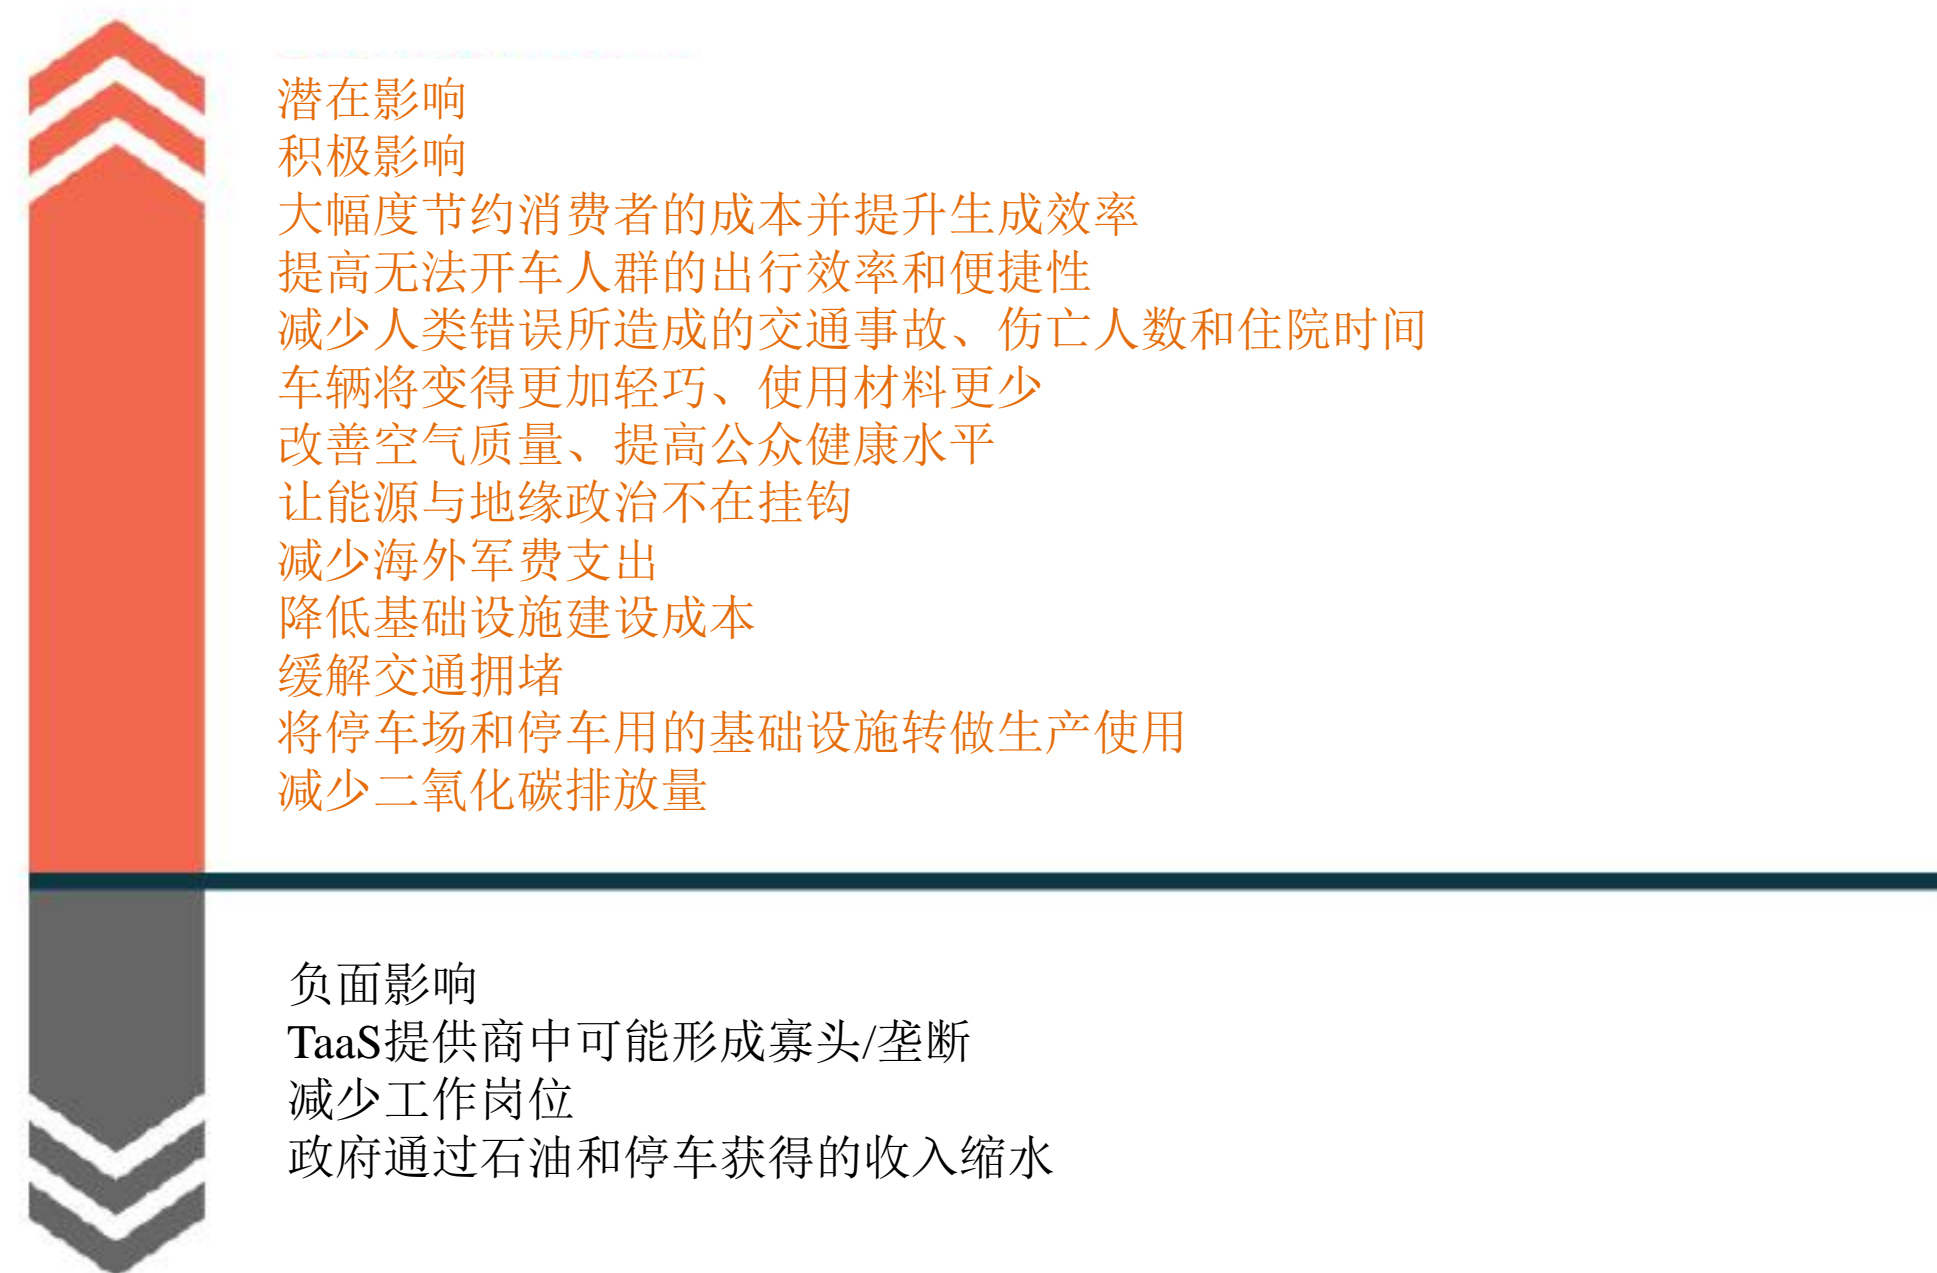 潜在影响
积极影响
大幅度节约消费者的成本并提升生成效率
提高无法开车人群的出行效率和便捷性
减少人类错误所造成的交通事故、伤亡人数和住院时间
车辆将变得更加轻巧、使用材料更少
改善空气质量、提高公众健康水平
让能源与地缘政治不在挂钩
减少海外军费支出
降低基础设施建设成本
缓解交通拥堵
将停车场和停车用的基础设施转做生产使用
减少二氧化碳排放量
负面影响
TaaS提供商中可能形成寡头/垄断
减少工作岗位
政府通过石油和停车获得的收入缩水